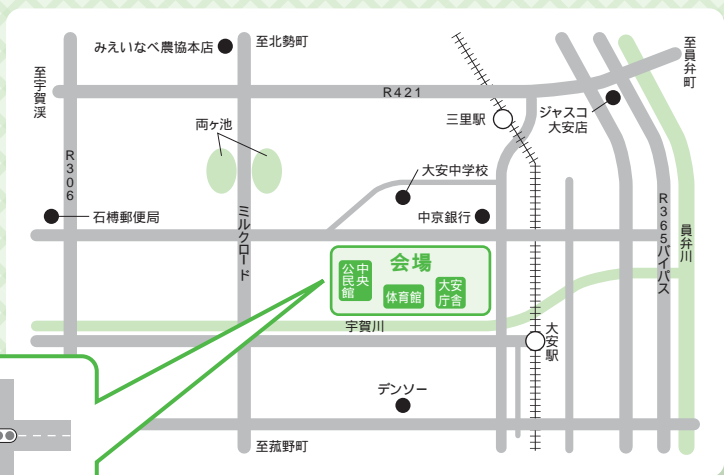 みえいなべ農協本店
至北勢町
至員弁町
至宇賀渓
R421
三里駅
ジャスコ
大安店
両ヶ池
大安中学校
R306
石榑郵便局
中京銀行
ミルクロード
R365バイパス
員弁川
会場
中央
公民館
体育館
大安
庁舎
宇賀川
大安駅
デンソー
至菰野町